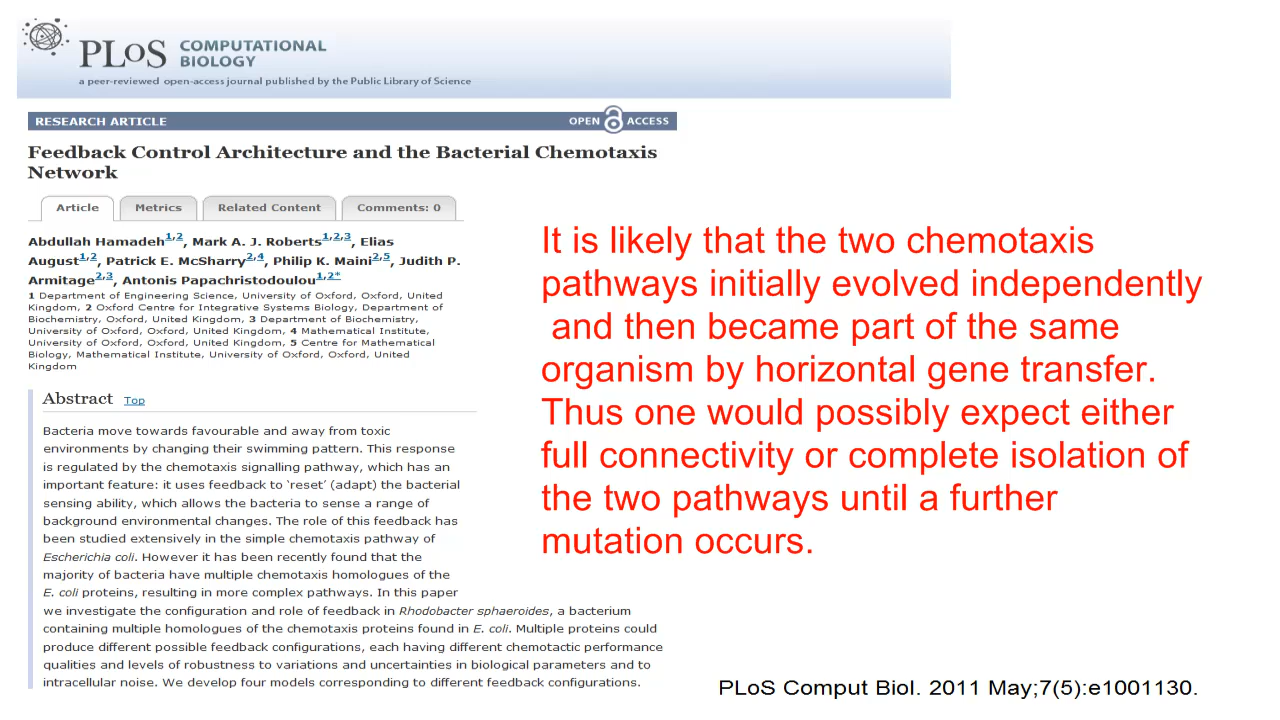 PLoS COMPUTATIONAL
BIOLOGY
a peer-reviewed open-access journal published by the Public Library of Science
RESEARCH ARTICLE
OPEN ACCESS
Feedback Control Architecture and the Bacterial Chemotaxis
Network
Article Metrics Related Content Comments: 0
Abdullah Hamadeh1,2, Mark A. J. Roberts1,2,3, Elias
August1,2, Patrick E. McSharry2,4, Philip K. Maini2,5, Judith P.
Armitage2,3, Antonis Papachristodoulou1,2*
1 Department of Engineering Science, University of Oxford, Oxford, United
Kingdom, 2 Oxford Centre for Integrative Systems Biology, Department of
Biochemistry, Oxford, United Kingdom, 3 Department of Biochemistry,
University of Oxford, Oxford, United Kingdom, 4 Mathematical Institute,
University of Oxford, Oxford, United Kingdom, 5 Centre for Mathematical
Biology, Mathematical Institute, University of Oxford, Oxford, United
Kingdom
Abstract Top
Bacteria move towards favourable and away from toxic
environments by changing their swimming pattern. This response
is regulated by the chemotaxis signalling pathway, which has an
important feature: it uses feedback to ‘reset’ (adapt) the bacterial
sensing ability, which allows the bacteria to sense a range of
background environmental changes. The role of this feedback has
been studied extensively in the simple chemotaxis pathway of
Escherichia coli. However it has been recently found that the
majority of bacteria have multiple chemotaxis homologues of the
E. coli proteins, resulting in more complex pathways. In this paper
we investigate the configuration and role of feedback in Rhodobacter sphaeroides, a bacterium
containing multiple homologues of the chemotaxis proteins found in E. coli. Multiple proteins could
produce different possible feedback configurations, each having different chemotactic performance
qualities and levels of robustness to variations and uncertainties in biological parameters and to
intracellular noise. We develop four models corresponding to different feedback configurations.
It is likely that the two chemotaxis
pathways initially evolved independently
and then became part of the same
organism by horizontal gene transfer.
Thus one would possibly expect either
full connectivity or complete isolation of
the two pathways until a further
mutation occurs.
PLoS Comput Biol. 2011 May;7(5):e1001130.